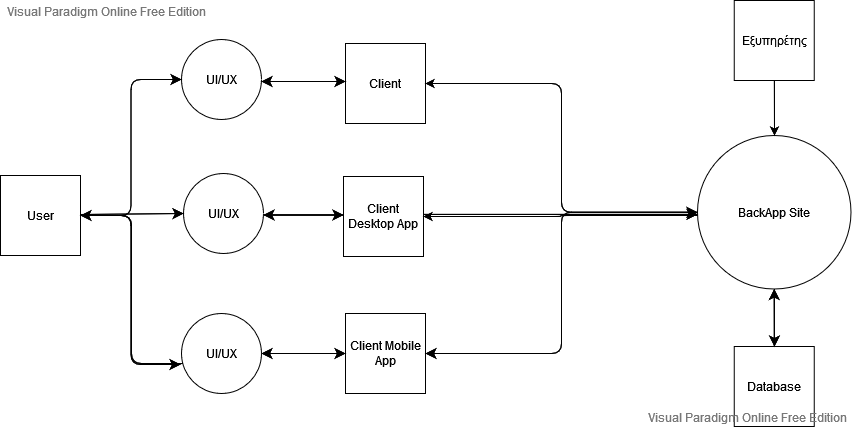 Visual Paradigm Online Free Edition
Εξυπηρέτης
UI/UX
Client
User
UI/UX
Client
Desktop App
BackApp Site
UI/UX
Client Mobile
App
Database
Visual Paradigm Online Free Edition